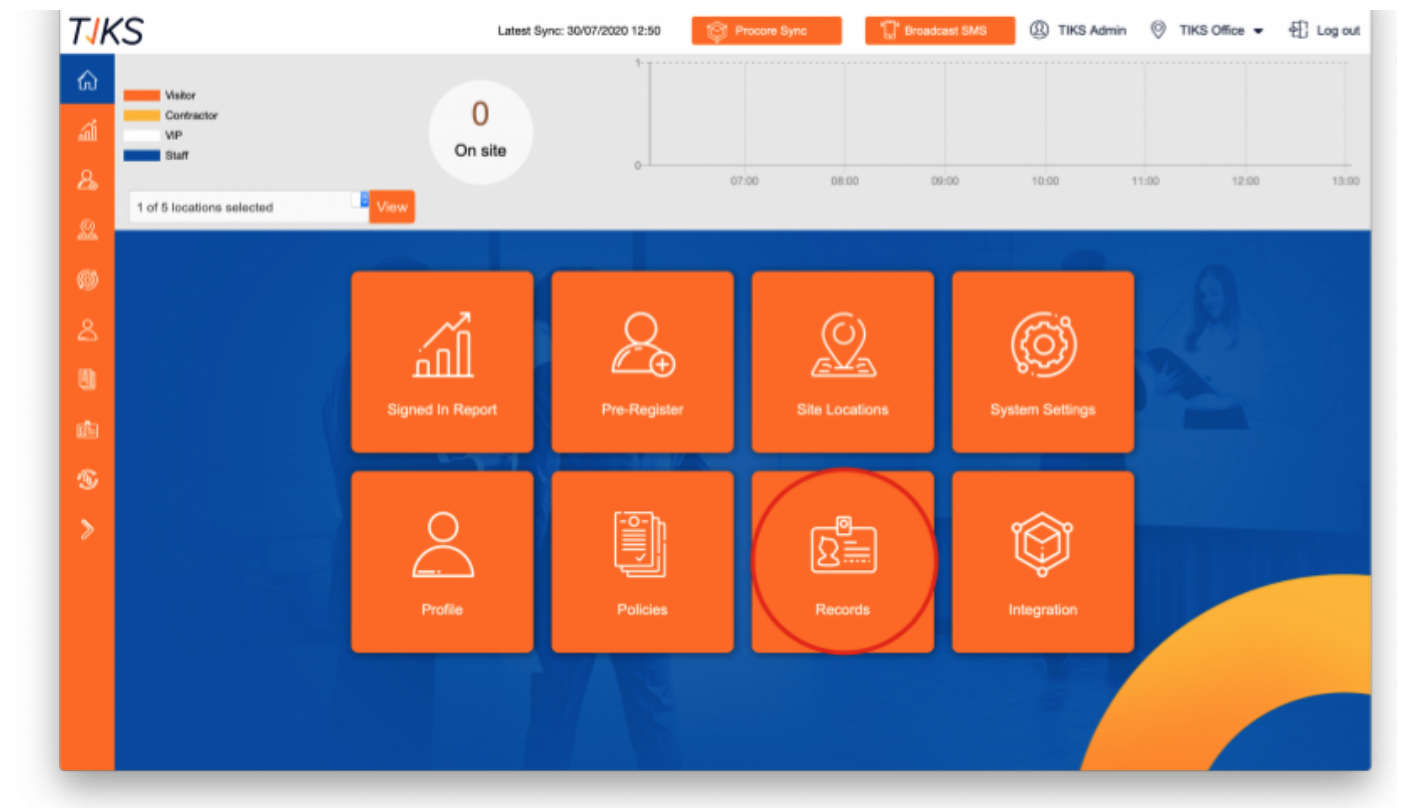 TIKS
Latest Sync: 30/07/2020 12:50
Procore Sync
Broadcast SMS
TIKS Admin
TIKS Office
Log out
Visitor
Contractor
VIP
Staff
0
On site
1
0
07:00 08:00 09:00 10:00 11:00 12:00 13:00
1 of 5 locations selected
View
Signed In Report
Pre-Register
Site Locations
System Settings
Profile
Policies
Records
Integration